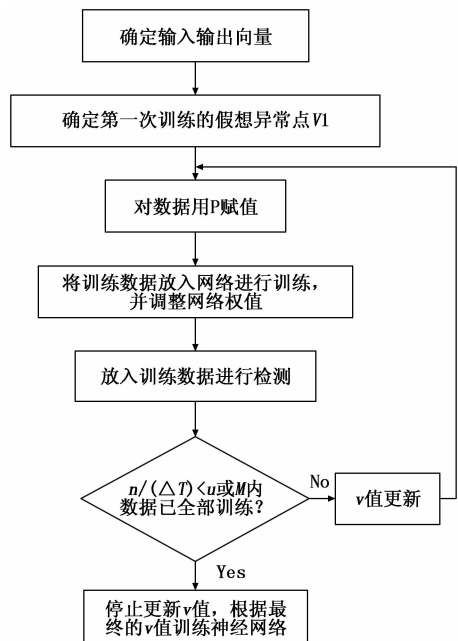 确定输入输出向量
确定第一次训练的假想异常点V1
对数据用P赋值
将训练数据放入网络进行训练，
并调整网络权值
放入训练数据进行检测
n/(△T)<u或M内
数据已全部训练？
No
v值更新
Yes
停止更新v值，根据最
终的v值训练神经网络